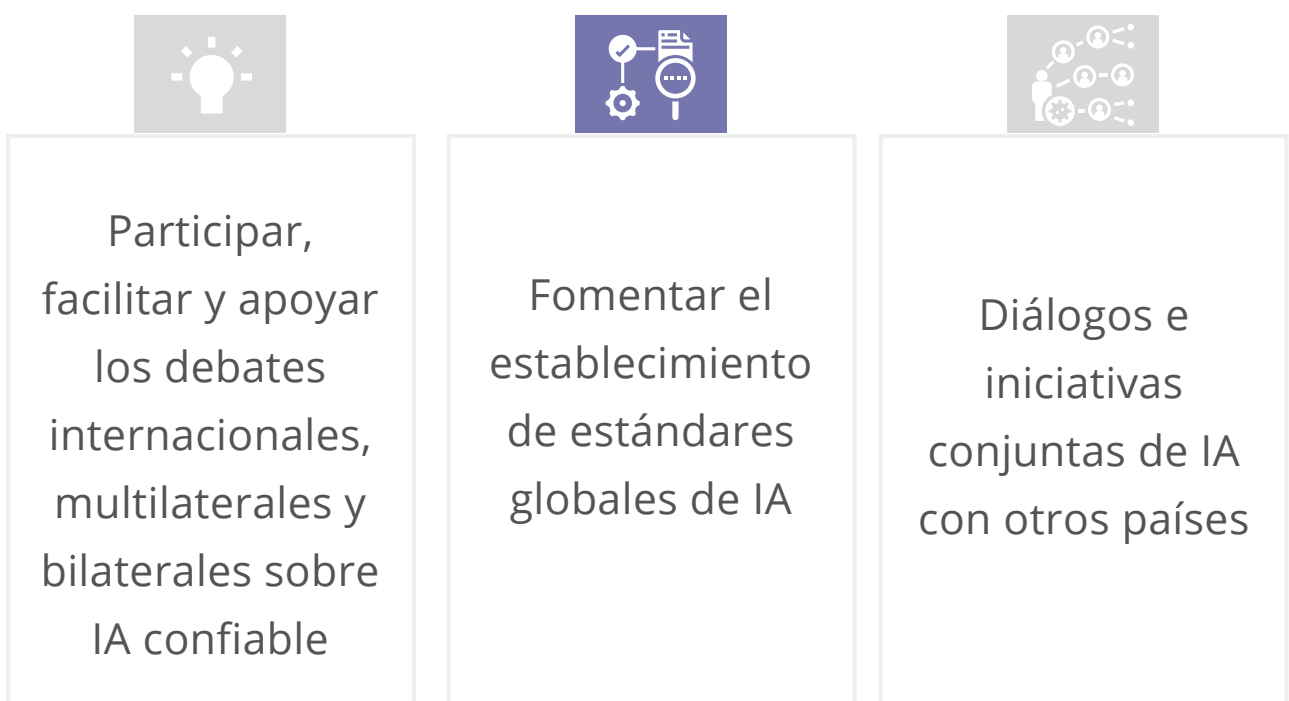 Participar,
facilitar y apoyar
los debates
internacionales,
multilaterales y
bilaterales sobre
IA confiable
Fomentar el
establecimiento
de estándares
globales de IA
Diálogos e
iniciativas
conjuntas de IA
con otros países